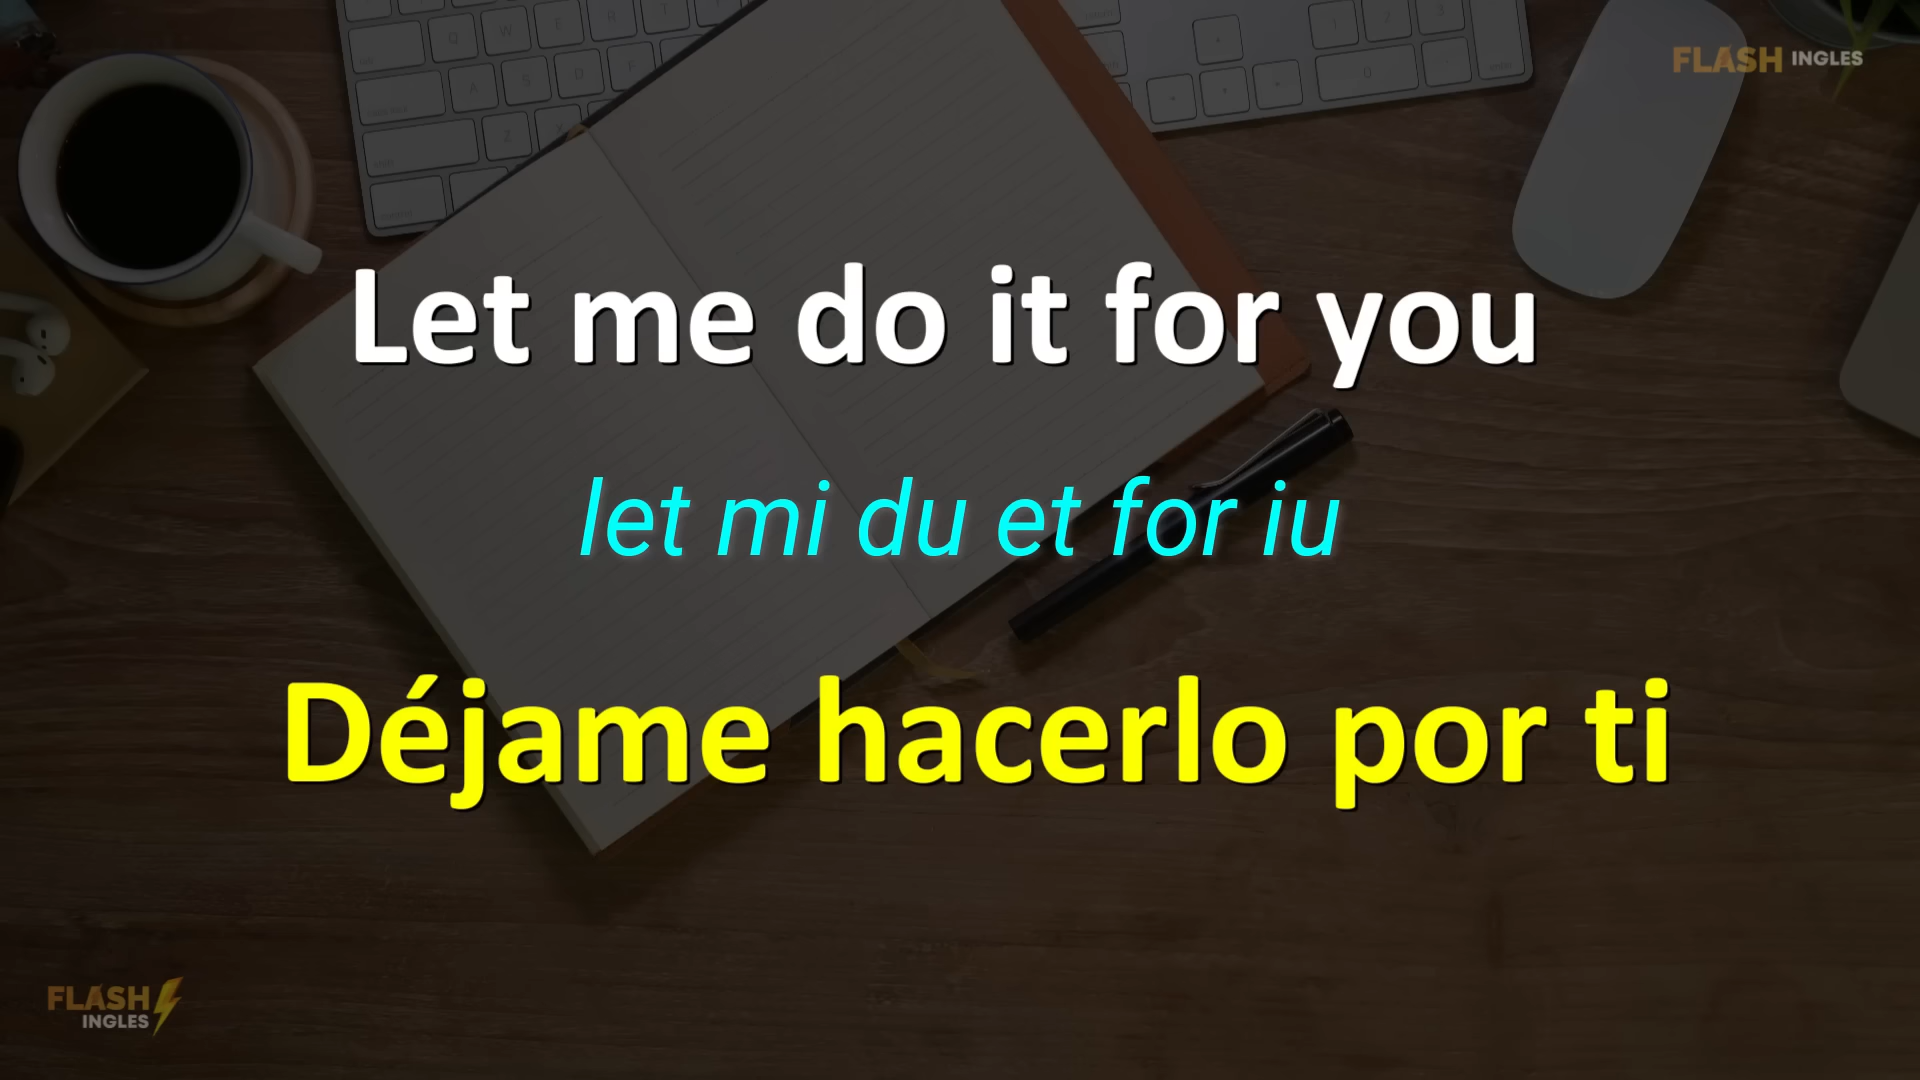 FLASH INGLES
Let me do it for you
let mi du et for iu
Déjame hacerlo por ti
FLASH
INGLES